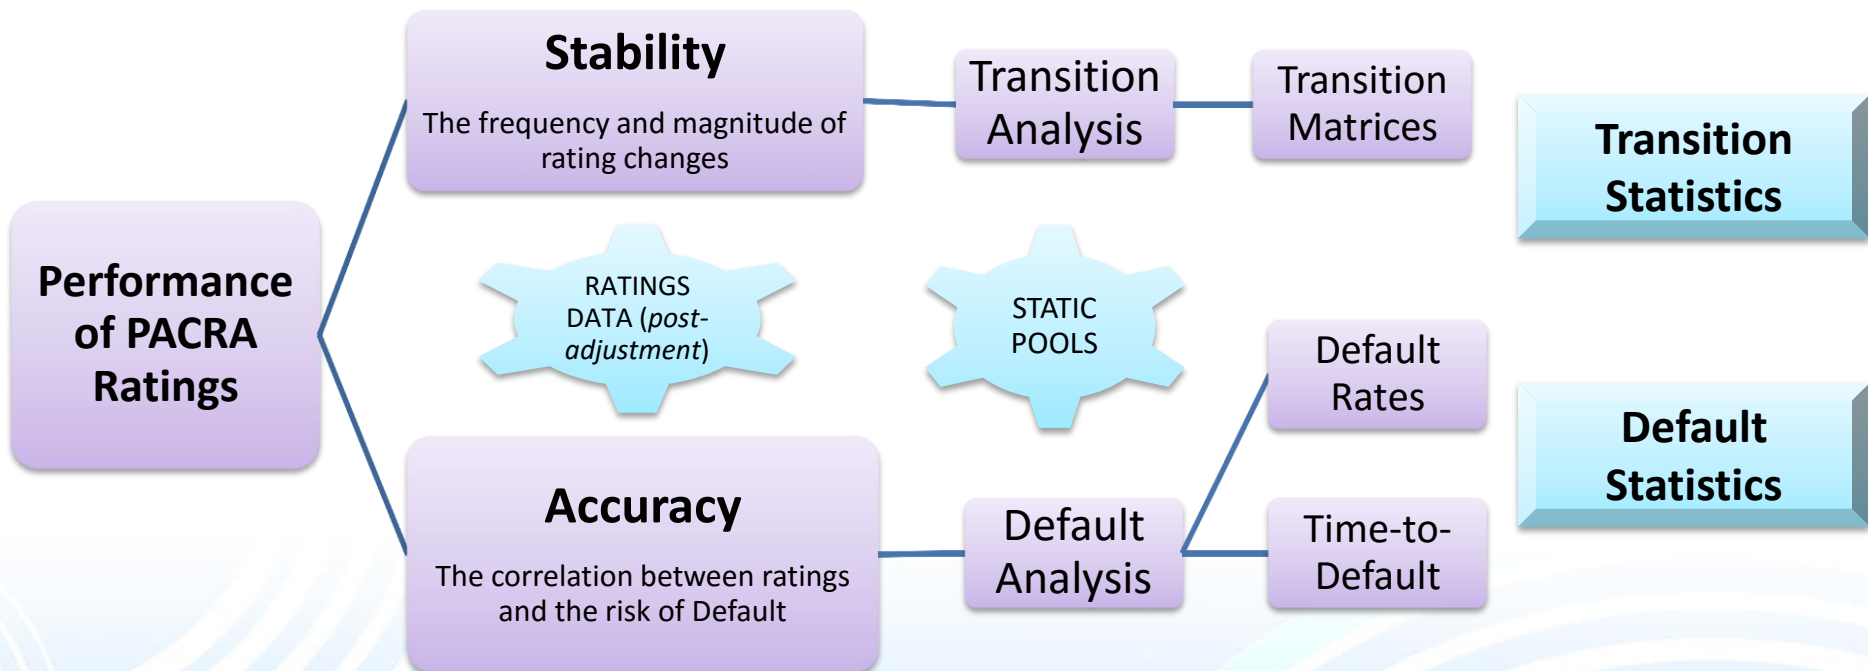 Performance
of PACRA
Ratings
Stability
The frequency and magnitude of
rating changes
Transition
Analysis
Transition
Matrices
Transition
Statistics
RATINGS
DATA (post-
adjustment)
STATIC
POOLS
Accuracy
The correlation between ratings
and the risk of Default
Default
Analysis
Default
Rates
Time-to-
Default
Default
Statistics